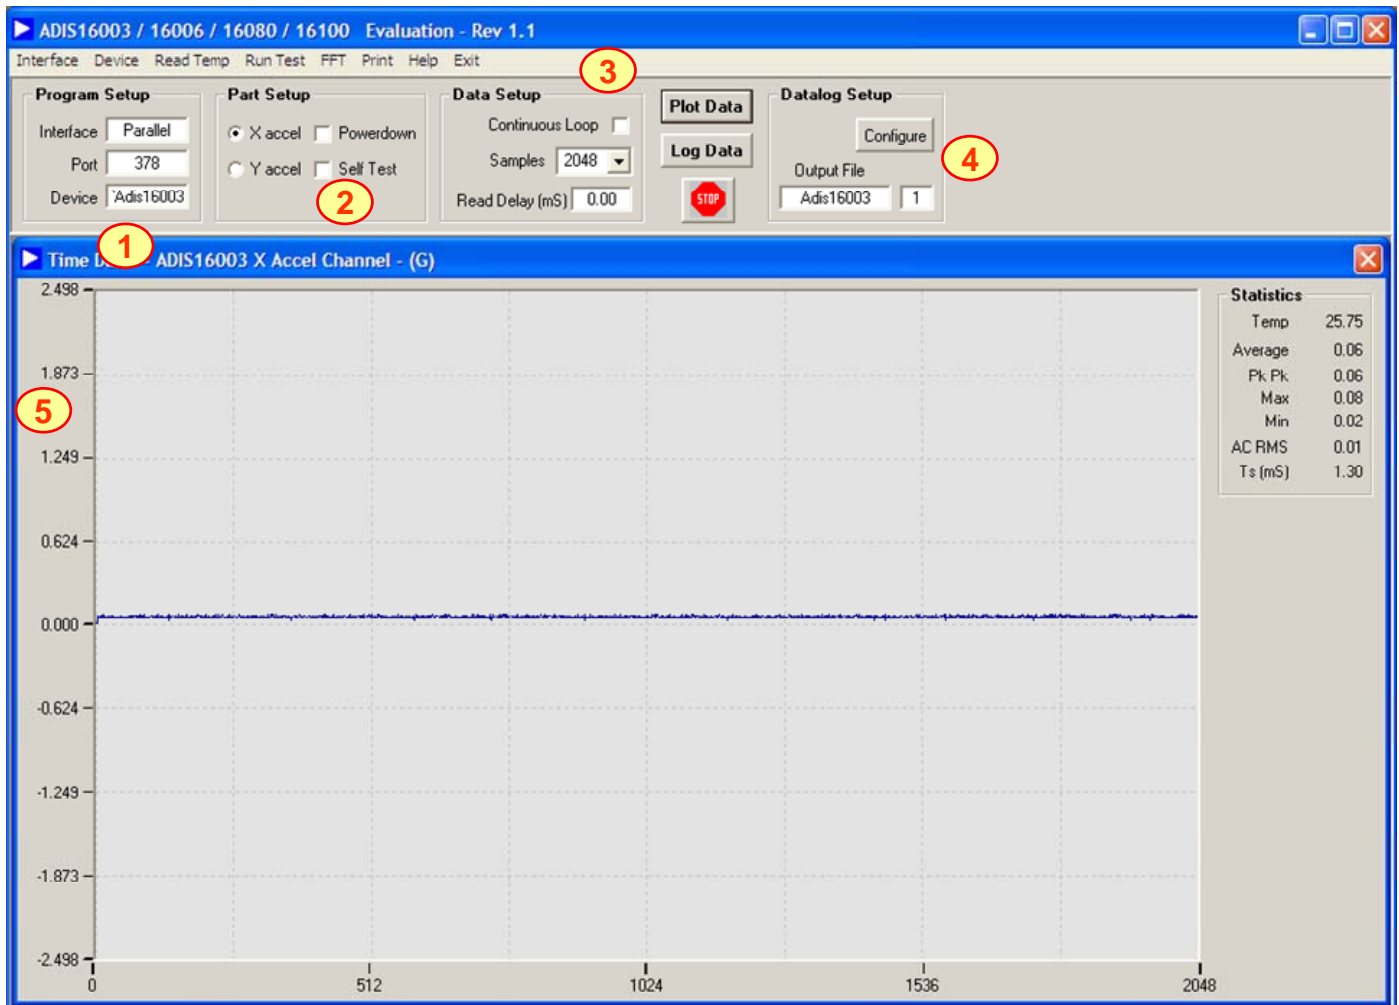 ADIS16003 / 16006 / 16080 / 16100 Evaluation - Rev 1.1
Interface Device Read Temp Run Test FFT Print Help Exit
3
Program Setup
Interface Parallel
Port 378
Device `Adis16003
1
Part Setup
X accel Powerdown
Y accel Self Test
2
Data Setup
Continuous Loop
Samples 2048
Read Delay (mS) 0.00
Plot Data
Log Data
STOP
Datalog Setup
Configure
4
Output File
Adis16003 1
Time - ADIS16003 X Accel Channel - (G)
2.498
1.873
5
1.249
0.624
0.000
-0.624
-1.249
-1.873
-2.498
0 512 1024 1536 2048
Statistics
Temp 25.75
Average 0.06
Pk Pk 0.06
Max 0.08
Min 0.02
AC RMS 0.01
Ts (mS) 1.30